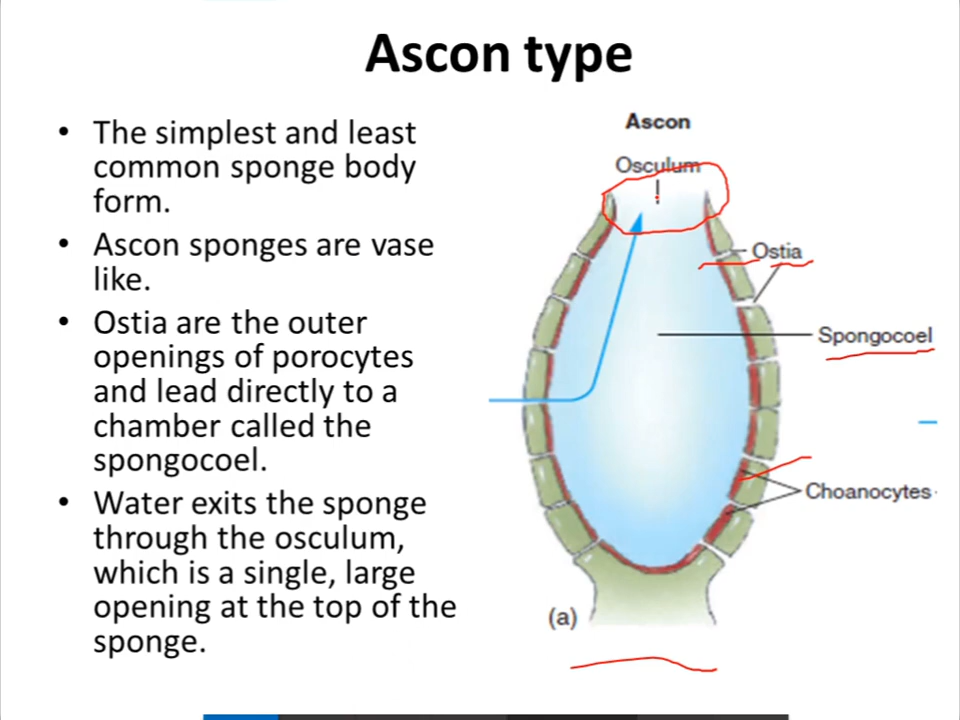 Ascon type
• The simplest and least
common sponge body
form.
• Ascon sponges are vase
like.
• Ostia are the outer
openings of porocytes
and lead directly to a
chamber called the
spongocoel.
• Water exits the sponge
through the osculum,
which is a single, large
opening at the top of the
sponge.
Ascon
Osculum
Ostia
Spongocoel
Choanocytes
(a)